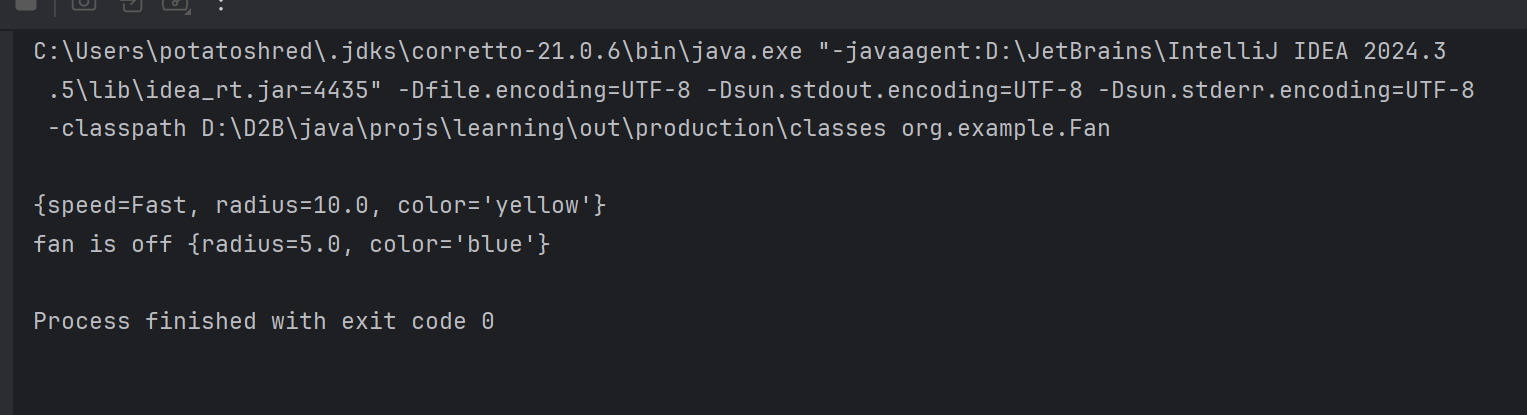 C:\Users\potatoshred\.jdks\corretto-21.0.6\bin\java.exe "-javaagent:D:\JetBrains\IntelliJ IDEA 2024.3
.5\lib\idea_rt.jar=4435" -Dfile.encoding=UTF-8 -Dsun.stdout.encoding=UTF-8 -Dsun.stderr.encoding=UTF-8
-classpath D:\D2B\java\projs\learning\out\production\classes org.example.Fan
{speed=Fast, radius=10.0, color='yellow'}
fan is off {radius=5.0, color='blue'}
Process finished with exit code 0